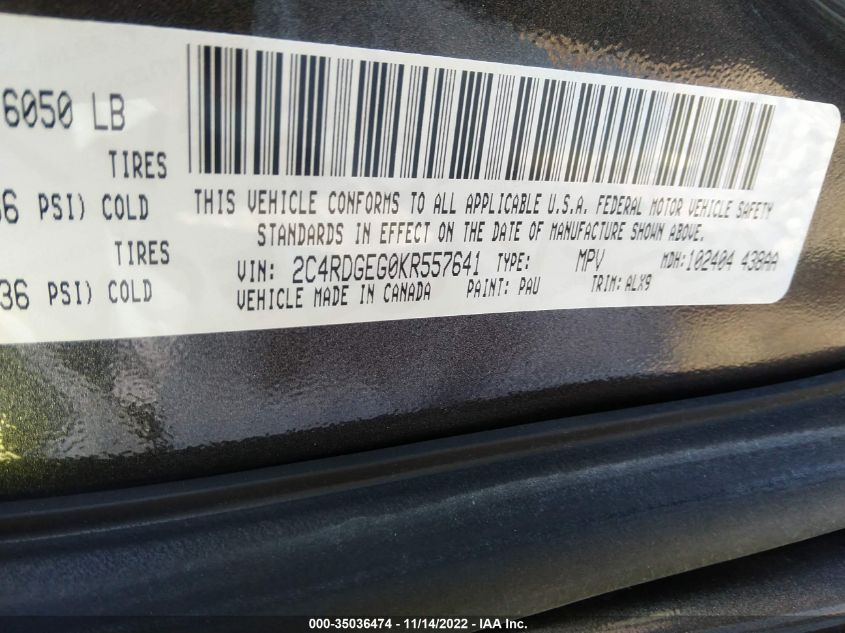 6050 LB
TIRES
36 PSI) COLD
TIRES
36 PSI) COLD
THIS VEHICLE CONFORMS TO ALL APPLICABLE U.S.A. FEDERAL MOTOR VEHICLE SAFETY
STANDARDS IN EFFECT ON THE DATE OF MANUFACTURE SHOWN ABOVE.
VIN: 2C4RDGEG0KR557641 TYPE: MPV MDH:102404 438AA
VEHICLE MADE IN CANADA PAINT: PAU TRIM: ALX9
000-35036474 - 11/14/2022 - IAA Inc.